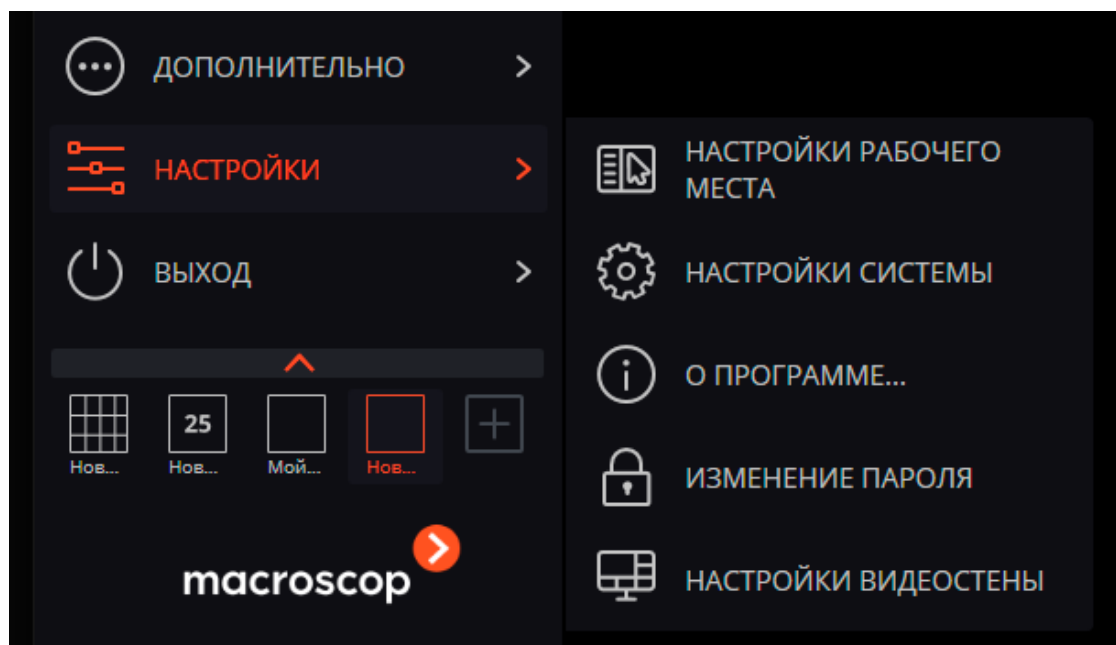 ДОПОЛНИТЕЛЬНО
НАСТРОЙКИ
ВЫХОД
25
Нов...
Нов...
Мой...
Нов...
macroscop
НАСТРОЙКИ РАБОЧЕГО
МЕСТА
НАСТРОЙКИ СИСТЕМЫ
О ПРОГРАММЕ...
ИЗМЕНЕНИЕ ПАРОЛЯ
НАСТРОЙКИ ВИДЕОСТЕНЫ